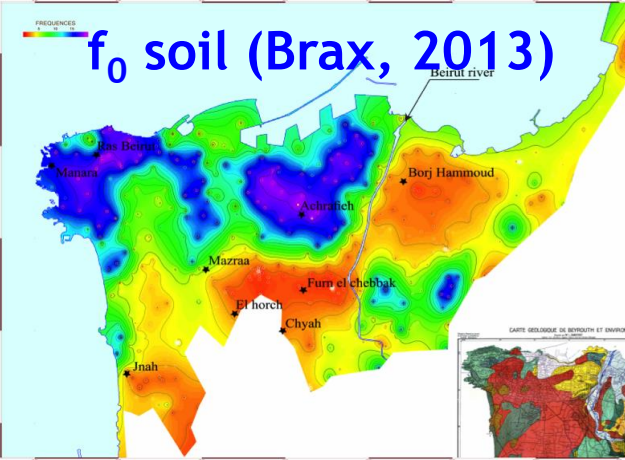 FREQUENCES
f₀ soil (Brax, 2013)
Beirut river
Ras Beirut
Manara
Borj Hammoud
Achrafieh
Mazraa
Furn el chebbak
El horch
Chyah
Jnah
CARTE GEOLOGIQUE DE BEYROUTH ET ENVIRO